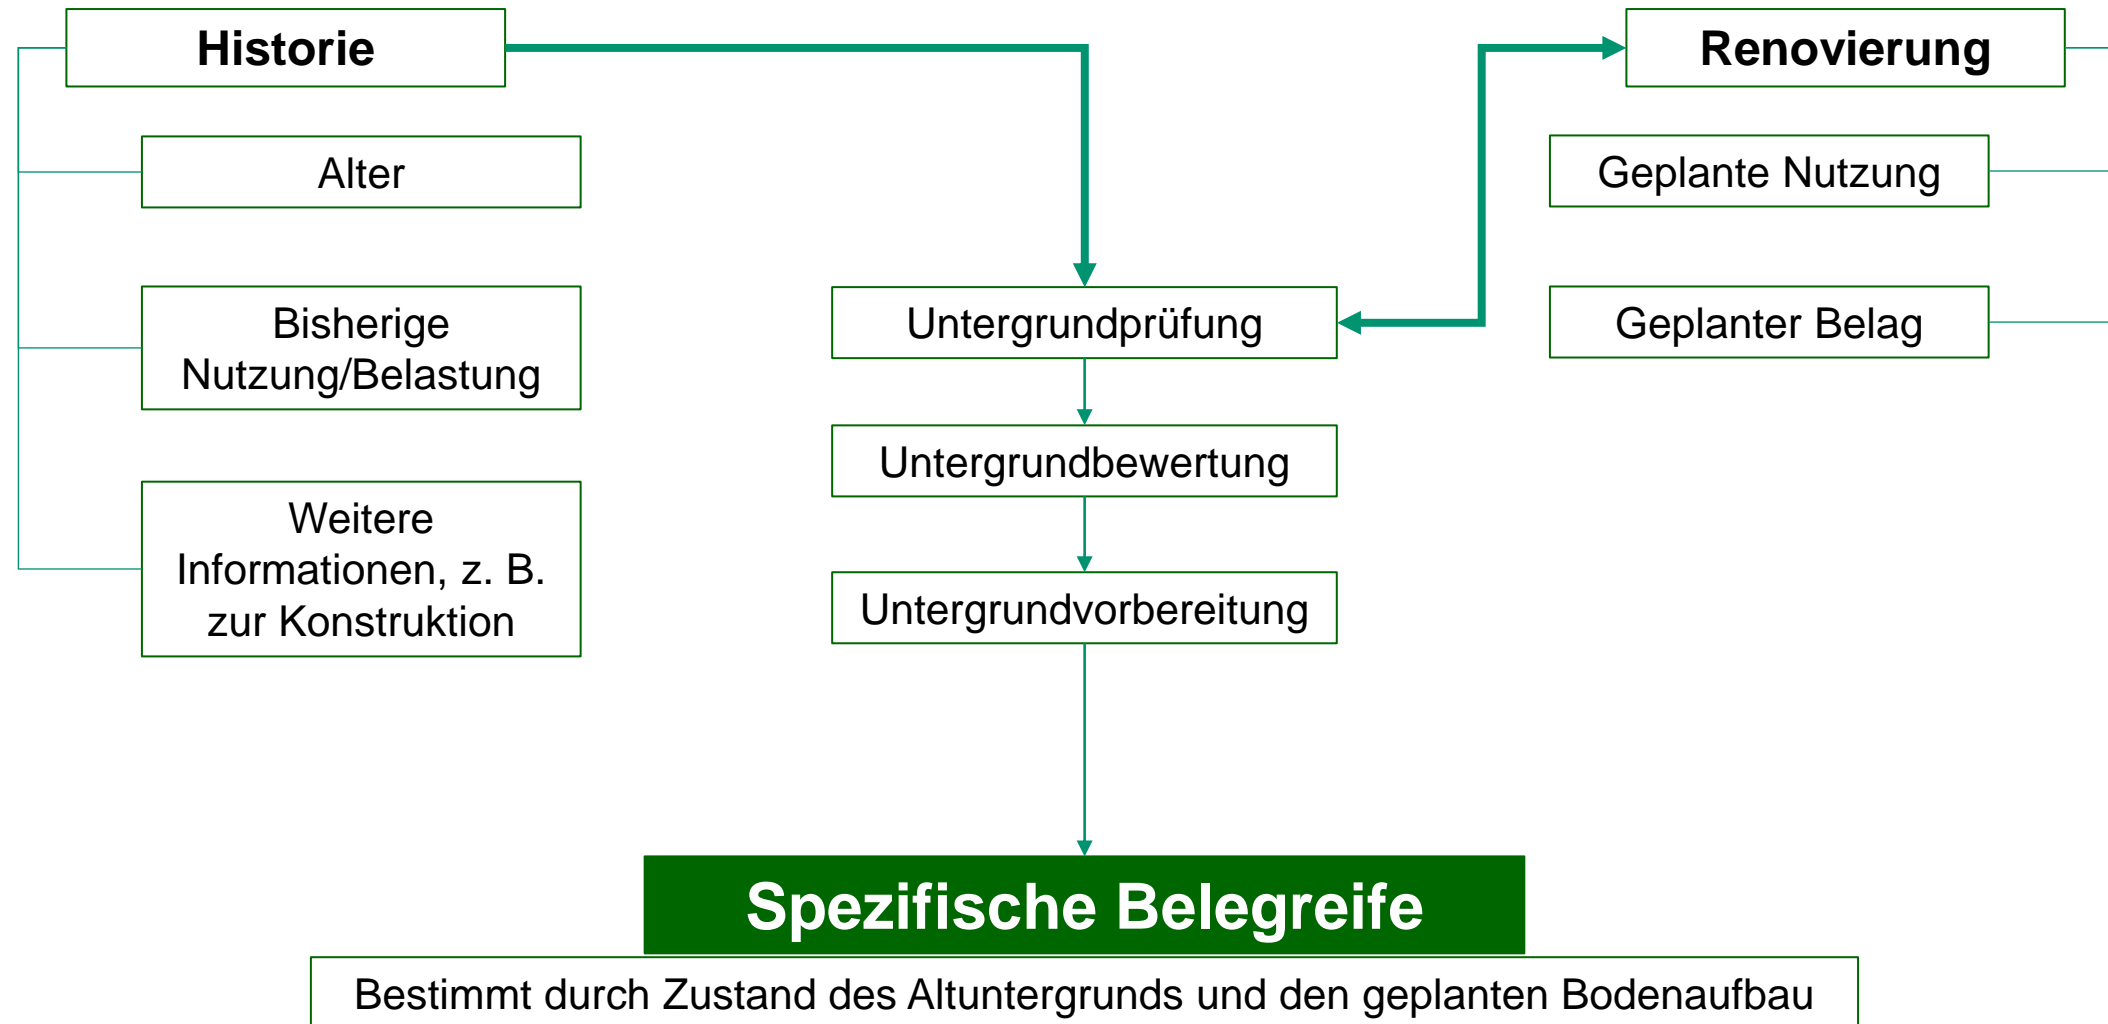 Historie
Alter
Bisherige
Nutzung/Belastung
Weitere
Informationen, z. B.
zur Konstruktion
Untergrundprüfung
Untergrundbewertung
Untergrundvorbereitung
Renovierung
Geplante Nutzung
Geplanter Belag
Spezifische Belegreife
Bestimmt durch Zustand des Altuntergrunds und den geplanten Bodenaufbau